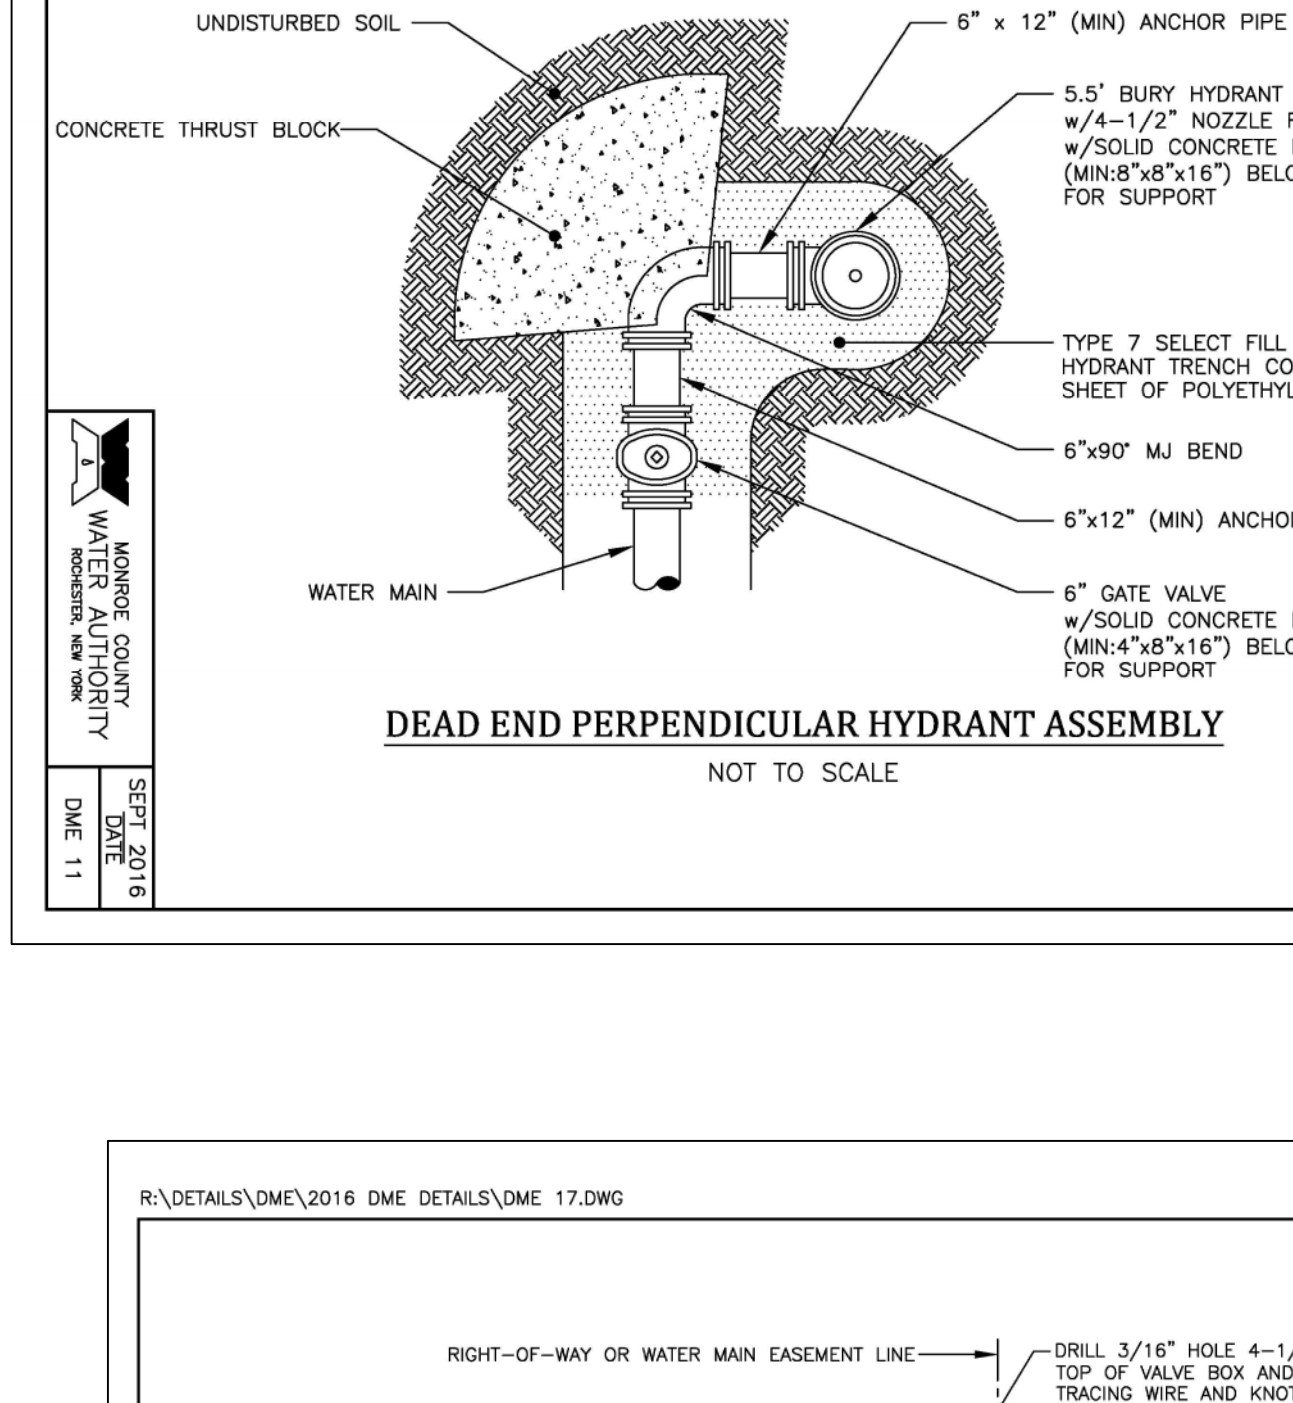 UNDISTURBED SOIL
6" x 12" (MIN) ANCHOR PIPE
CONCRETE THRUST BLOCK
5.5' BURY HYDRANT
w/4-1/2" NOZZLE
w/SOLID CONCRETE
(MIN:8"x8"x16")
FOR SUPPORT
TYPE 7 SELECT FILL
HYDRANT TRENCH
SHEET OF
6"x90° MJ BEND
6"x12" (MIN)
6" GATE VALVE
w/SOLID CONCRETE
(MIN:4"x8"x16")
FOR SUPPORT
WATER MAIN
MONROE COUNTY
WATER AUTHORITY
ROCHESTER, NEW YORK
SEPT 2016
DATE
DME 11
DEAD END PERPENDICULAR HYDRANT ASSEMBLY
NOT TO SCALE
R:\DETAILS\DME\2016 DME DETAILS\DME 17.DWG
RIGHT-OF-WAY OR WATER MAIN EASEMENT LINE
DRILL 3/16" HOLE
TOP OF VALVE BOX AND
TRACING WIRE AND